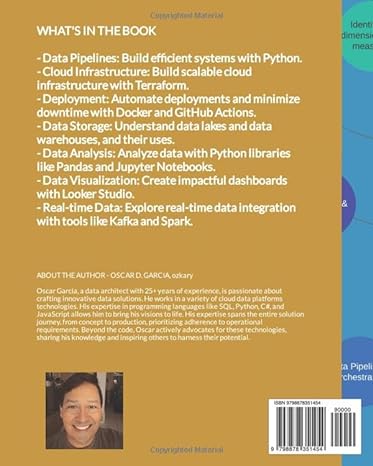 Copyrighted Material
WHAT'S IN THE BOOK
- Data Pipelines: Build efficient systems with Python.
- Cloud Infrastructure: Build scalable cloud
infrastructure with Terraform.
- Deployment: Automate deployments and minimize
downtime with Docker and GitHub Actions.
- Data Storage: Understand data lakes and data
warehouses, and their uses.
- Data Analysis: Analyze data with Python libraries
like Pandas and Jupyter Notebooks.
- Data Visualization: Create impactful dashboards
with Looker Studio.
- Real-time Data: Explore real-time data integration
with tools like Kafka and Spark.
ABOUT THE AUTHOR - OSCAR D. GARCIA, ozkary
Oscar Garcia, a data architect with 25+ years of experience, is passionate about
crafting innovative data solutions. He works in a variety of cloud data platforms
technologies. His expertise in programming languages like SQL, Python, C#, and
JavaScript allows him to bring his visions to life. His expertise spans the entire solution
journey, from concept to production, prioritizing adherence to operational
requirements. Beyond the code, Oscar actively advocates for these technologies,
sharing his knowledge and inspiring others to harness their potential.
ISBN 9798878351454
90000
9 798878 351454
Copyrighted Material
Identi
dimension
meas
&
ta Pipeli
rchestra